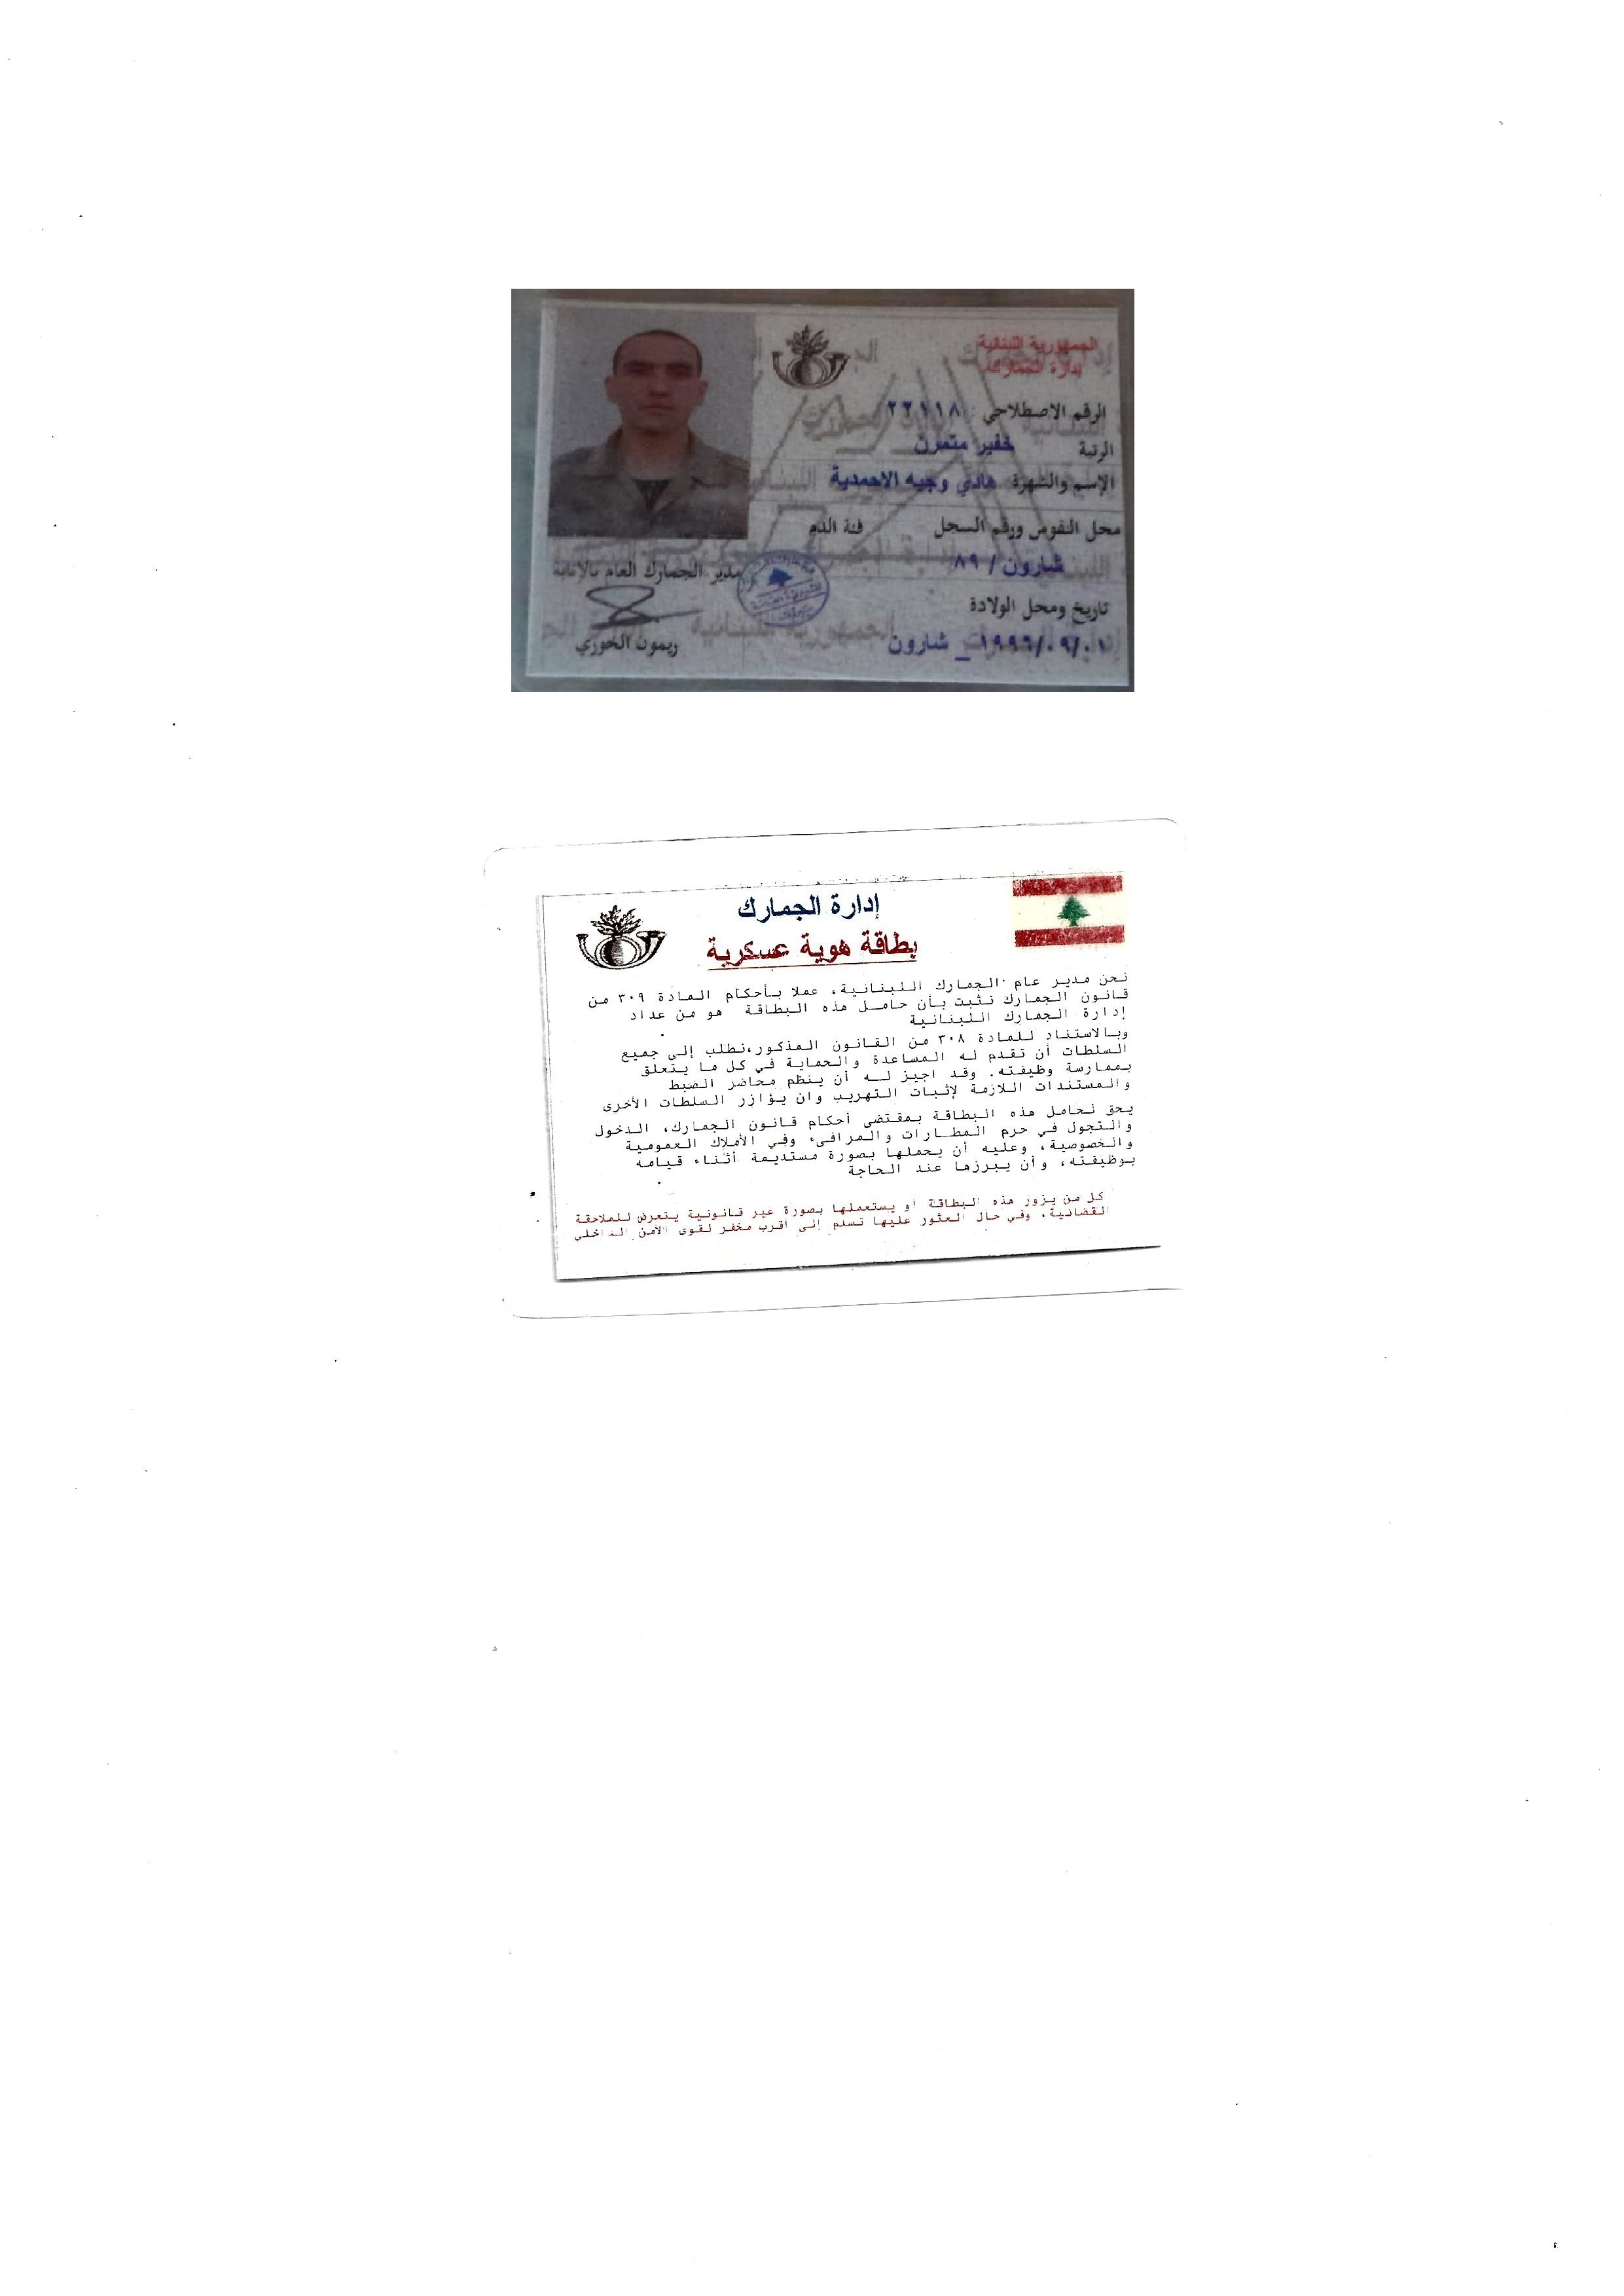 الجمهورية اللبنانية
إدارة الجمارك
الرقم الاصطلاحي : ٢٢١١٨
الرتبة خفير متمرن
الإسم والشهرة هادي وجيه الاحمدية
محل النفوس ورقم السجل فئة الدم
شارون / ٨٩
تاريخ ومحل الولادة
١٩٩٦/٠٩/٠١ _ شارون
مدير الجمارك العام بالإنابة
ريمون الخوري
إدارة الجمارك
بطاقة هوية عسكرية
نحن مدير عام الجمارك اللبنانية، عملا بأحكام المادة ٣٠٩ من
قانون الجمارك نثبت بأن حامل هذه البطاقة هو من عداد
إدارة الجمارك اللبنانية
وبالاستناد للمادة ٣٠٨ من القانون المذكور،نطلب إلى جميع
السلطات أن تقدم له المساعدة والحماية في كل ما يتعلق
بممارسة وظيفته. وقد اجيز له أن ينظم محاضر الضبط
والمستندات اللازمة لإثبات التهريب وان يؤازر السلطات الأخرى
يحق لحامل هذه البطاقة بمقتضى أحكام قانون الجمارك، الدخول
والتجول في حرم المطارات والمرافىء وفي الأملاك العمومية
والخصوصية، وعليه أن يحملها بصورة مستديمة أثناء قيامه
بوظيفته، وأن يبرزها عند الحاجة
كل من يزور هذه البطاقة أو يستعملها بصورة غير قانونية يتعرض للملاحقة
القضائية، وفي حال العثور عليها تسلم إلى أقرب مخفر لقوى الأمن الداخلي